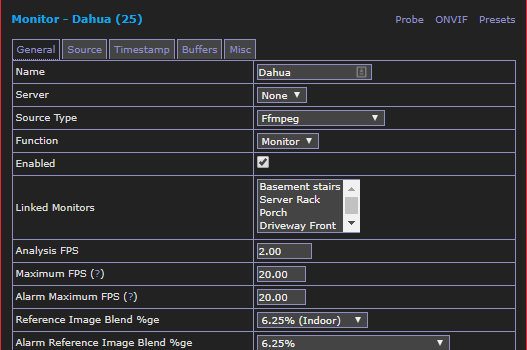 Monitor - Dahua (25) Probe ONVIF Presets
General Source Timestamp Buffers Misc
Name Dahua
Server None
Source Type Ffmpeg
Function Monitor
Enabled
Linked Monitors
Basement stairs
Server Rack
Porch
Driveway Front
Analysis FPS 2.00
Maximum FPS (?) 20.00
Alarm Maximum FPS (?) 20.00
Reference Image Blend %ge 6.25% (Indoor)
Alarm Reference Image Blend %ge 6.25%